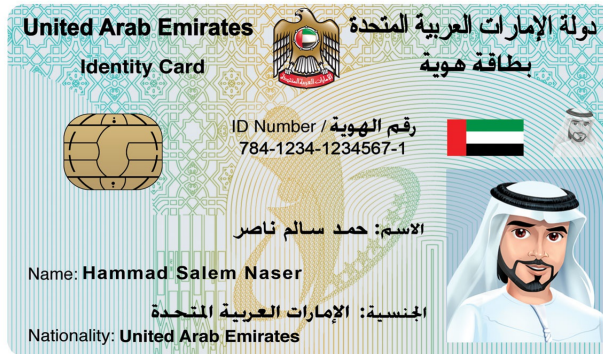 United Arab Emirates دولة الإمارات العربية المتحدة
Identity Card بطاقة هوية
ID Number / رقم الهوية
784-1234-1234567-1
الاسم: حمد سالم ناصر
Name: Hammad Salem Naser
الجنسية: الإمارات العربية المتحدة
Nationality: United Arab Emirates